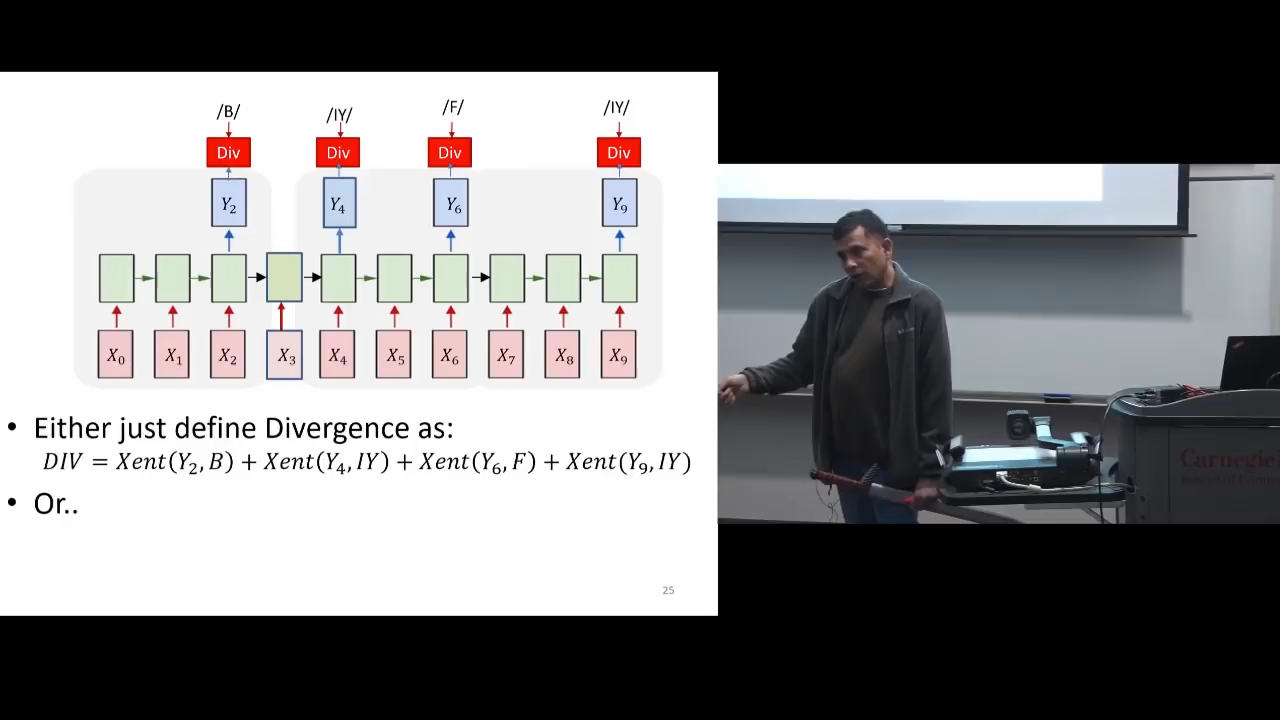 /B/ /IY/ /F/ /IY/
Div Div Div Div
Y₂ Y₄ Y₆ Y₉
X₀ X₁ X₂ X₃ X₄ X₅ X₆ X₇ X₈ X₉
• Either just define Divergence as:
DIV = Xent(Y₂, B) + Xent(Y₄, IY) + Xent(Y₆, F) + Xent(Y₉, IY)
• Or..
25
Carnegie